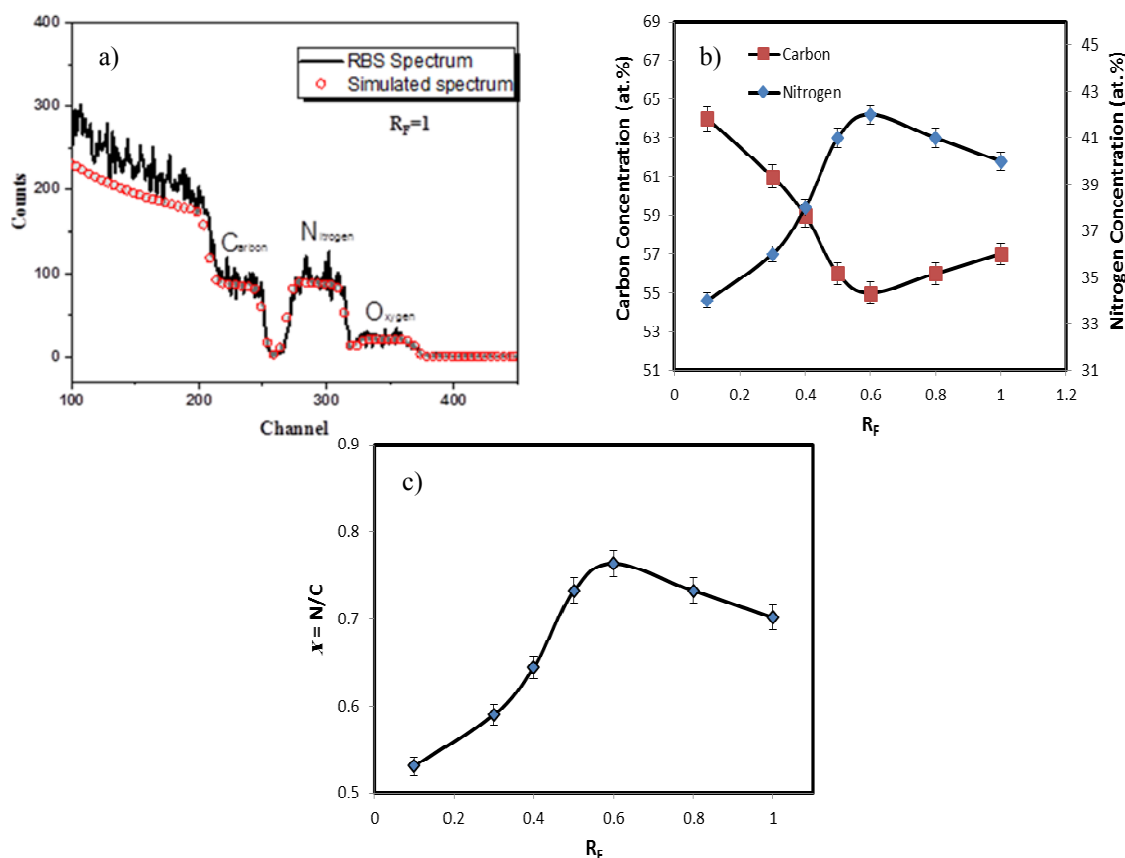 a)
400
300
200
100
0
Counts
RBS Spectrum
Simulated spectrum
R_F=1
Carbon
Nitrogen
Oxygen
100
200
300
400
Channel
b)
Carbon
Nitrogen
69
67
65
63
61
59
57
55
53
51
Carbon Concentration (at.%)
45
43
41
39
37
35
33
31
Nitrogen Concentration (at.%)
0
0.2
0.4
0.6
0.8
1
1.2
R_F
c)
0.9
0.8
0.7
0.6
0.5
x = N/C
0
0.2
0.4
0.6
0.8
1
R_F